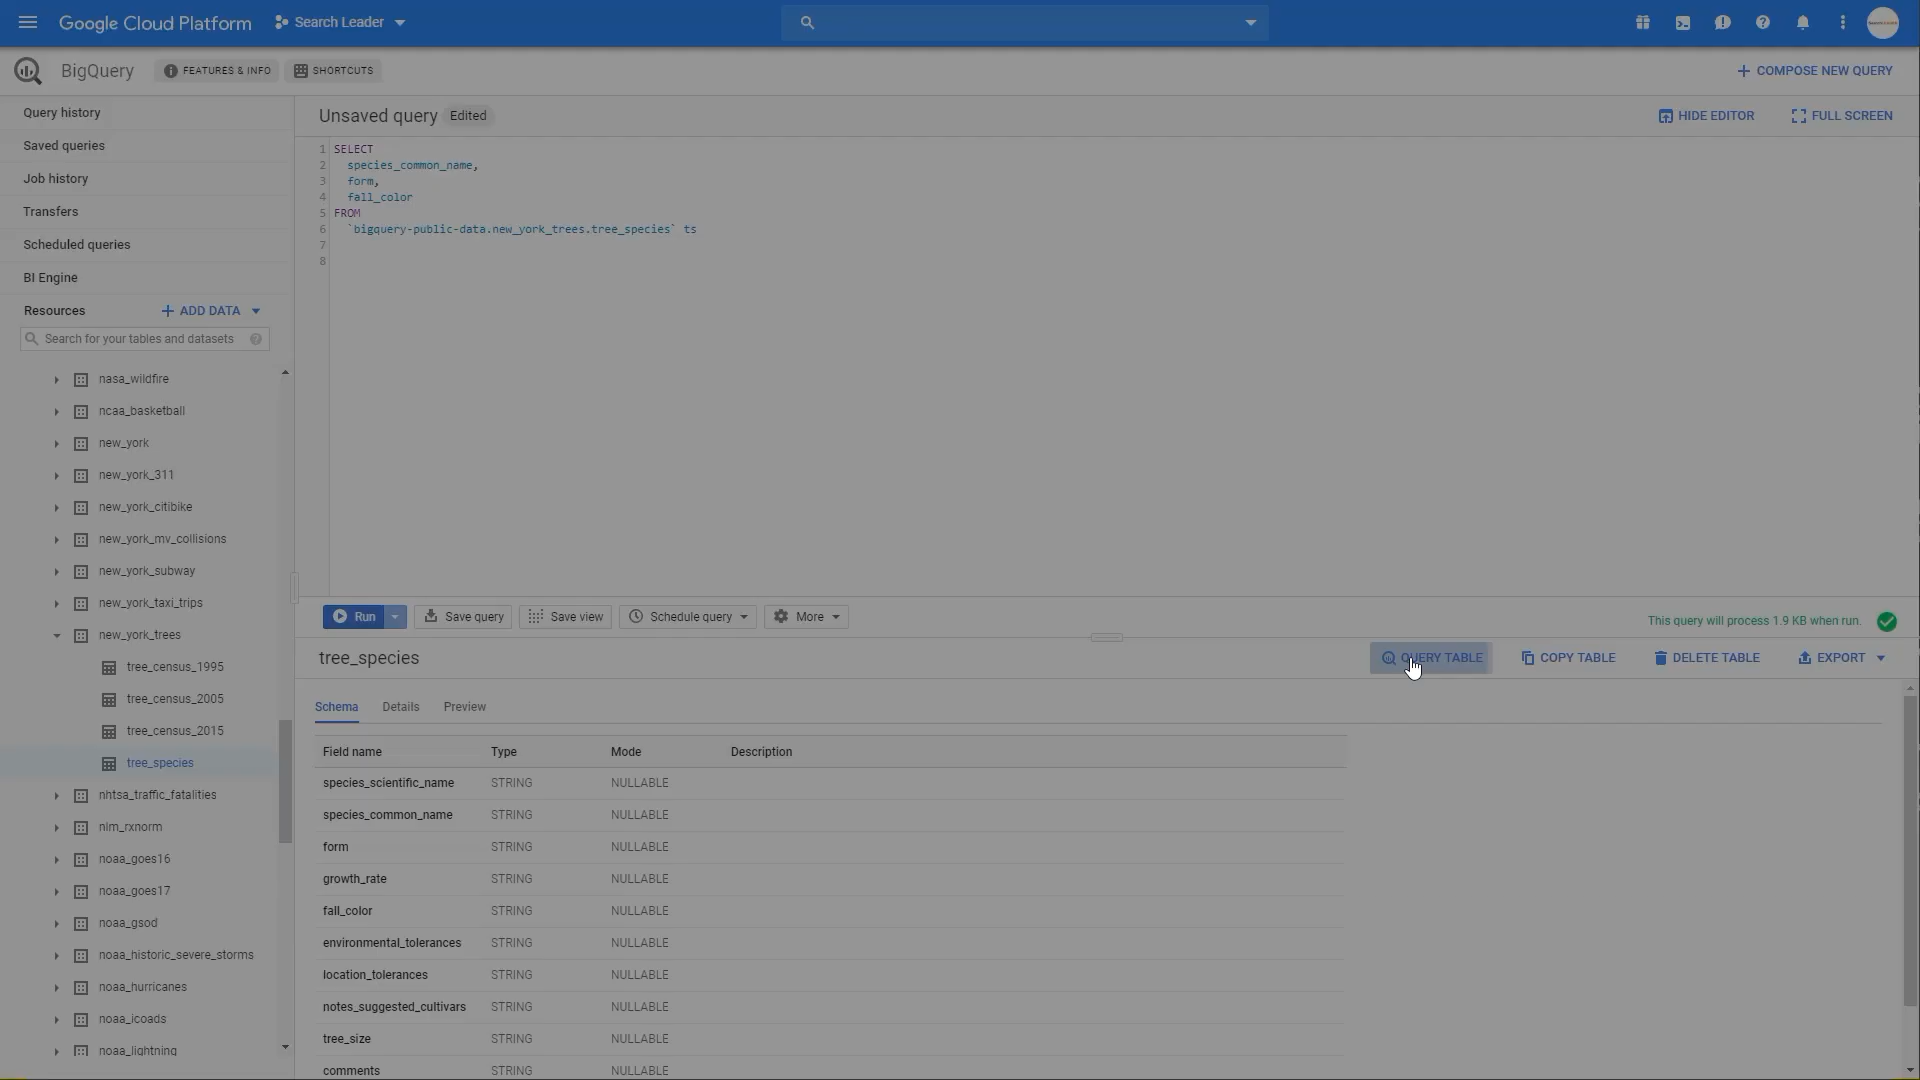 Google Cloud Platform
Search Leader
BigQuery
FEATURES & INFO
SHORTCUTS
COMPOSE NEW QUERY
Query history
Saved queries
Job history
Transfers
Scheduled queries
BI Engine
Resources
ADD DATA
Search for your tables and datasets
nasa_wildfire
ncaa_basketball
new_york
new_york_311
new_york_citibike
new_york_mv_collisions
new_york_subway
new_york_taxi_trips
new_york_trees
tree_census_1995
tree_census_2005
tree_census_2015
tree_species
nhtsa_traffic_fatalities
nlm_rxnorm
noaa_goes16
noaa_goes17
noaa_gsod
noaa_historic_severe_storms
noaa_hurricanes
noaa_icoads
noaa_lightning
Unsaved query Edited
HIDE EDITOR
FULL SCREEN
1 SELECT
2 species_common_name,
3 form,
4 fall_color
5 FROM
6 `bigquery-public-data.new_york_trees.tree_species` ts
7
8
Run
Save query
Save view
Schedule query
More
This query will process 1.9 KB when run.
tree_species
QUERY TABLE
COPY TABLE
DELETE TABLE
EXPORT
Schema Details Preview
Field name Type Mode Description
species_scientific_name STRING NULLABLE
species_common_name STRING NULLABLE
form STRING NULLABLE
growth_rate STRING NULLABLE
fall_color STRING NULLABLE
environmental_tolerances STRING NULLABLE
location_tolerances STRING NULLABLE
notes_suggested_cultivars STRING NULLABLE
tree_size STRING NULLABLE
comments STRING NULLABLE